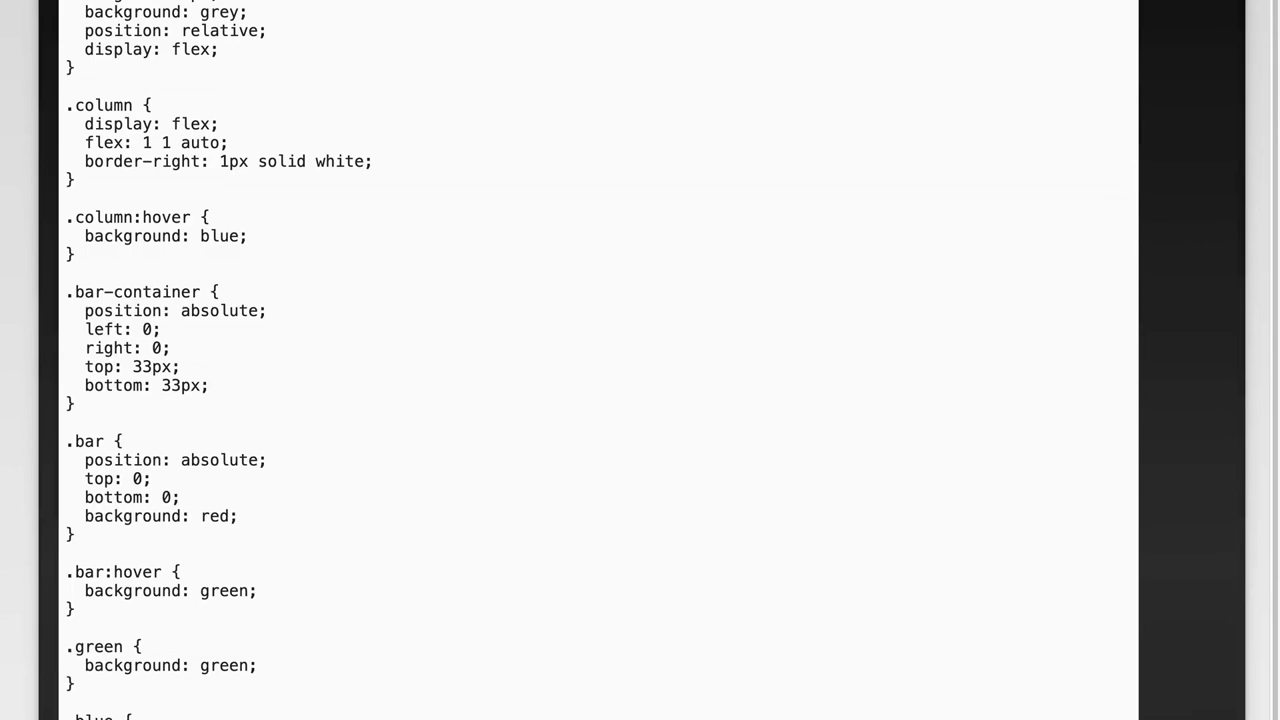 background: grey;
position: relative;
display: flex;
}
.column {
display: flex;
flex: 1 1 auto;
border-right: 1px solid white;
}
.column:hover {
background: blue;
}
.bar-container {
position: absolute;
left: 0;
right: 0;
top: 33px;
bottom: 33px;
}
.bar {
position: absolute;
top: 0;
bottom: 0;
background: red;
}
.bar:hover {
background: green;
}
.green {
background: green;
}
.blue {